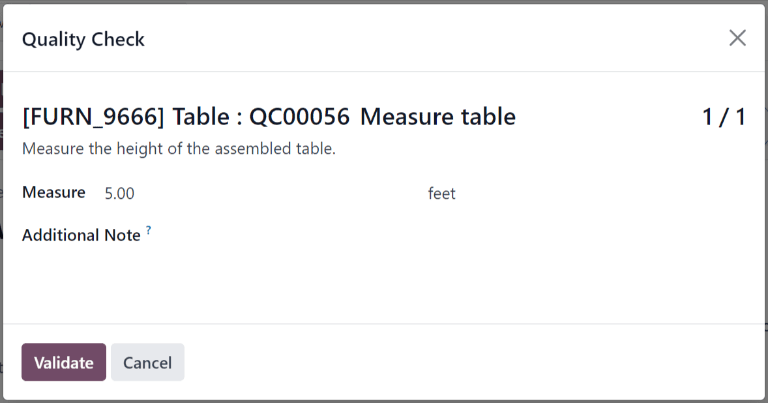 Quality Check
[FURN_9666] Table : QC00056 Measure table 1 / 1
Measure the height of the assembled table.
Measure 5.00 feet
Additional Note ?
Validate Cancel